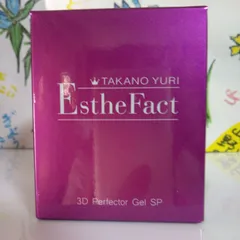 TAKANO YURI
EstheFact
3D Perfector Gel SP